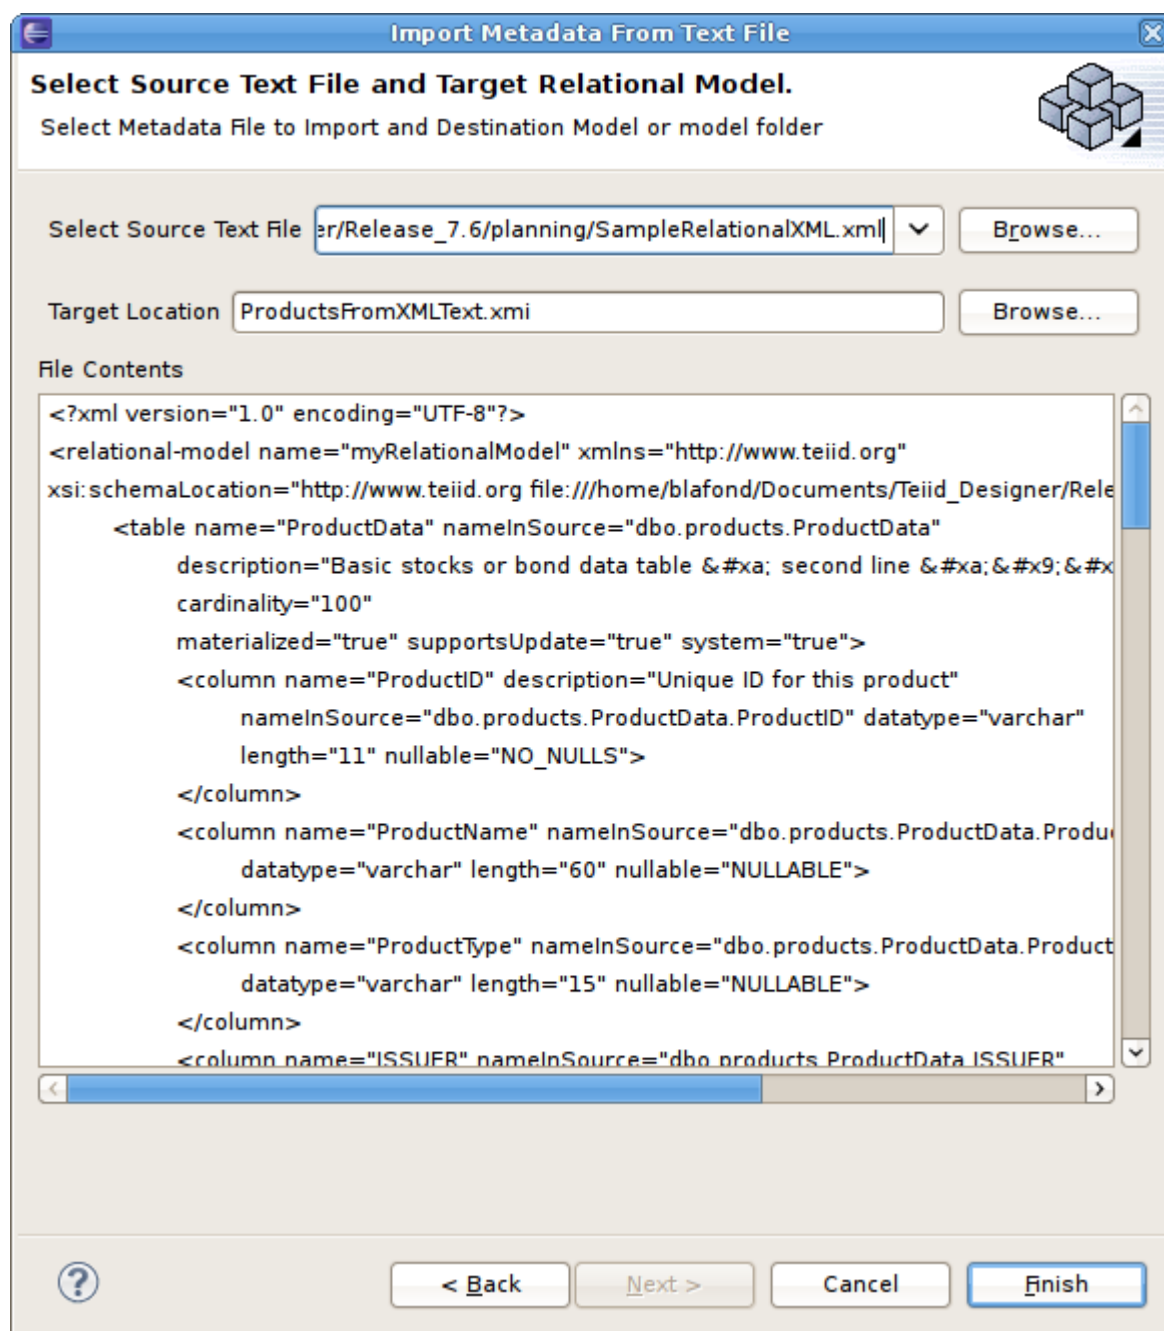 Import Metadata From Text File
Select Source Text File and Target Relational Model.
Select Metadata File to Import and Destination Model or model folder
Select Source Text File er/Release_7.6/planning/SampleRelationalXML.xml Browse...
Target Location ProductsFromXMLText.xmi Browse...
File Contents
<?xml version="1.0" encoding="UTF-8"?>
<relational-model name="myRelationalModel" xmlns="http://www.teiid.org"
xsi:schemaLocation="http://www.teiid.org file:///home/blafond/Documents/Teiid_Designer/Rele
<table name="ProductData" nameInSource="dbo.products.ProductData"
description="Basic stocks or bond data table &#xa; second line &#xa;&#x9;&#x
cardinality="100"
materialized="true" supportsUpdate="true" system="true">
<column name="ProductID" description="Unique ID for this product"
nameInSource="dbo.products.ProductData.ProductID" datatype="varchar"
length="11" nullable="NO_NULLS">
</column>
<column name="ProductName" nameInSource="dbo.products.ProductData.Produ
datatype="varchar" length="60" nullable="NULLABLE">
</column>
<column name="ProductType" nameInSource="dbo.products.ProductData.Product
datatype="varchar" length="15" nullable="NULLABLE">
</column>
<column name="ISSUER" nameInSource="dbo.products.ProductData.ISSUER"
< Back Next > Cancel Finish